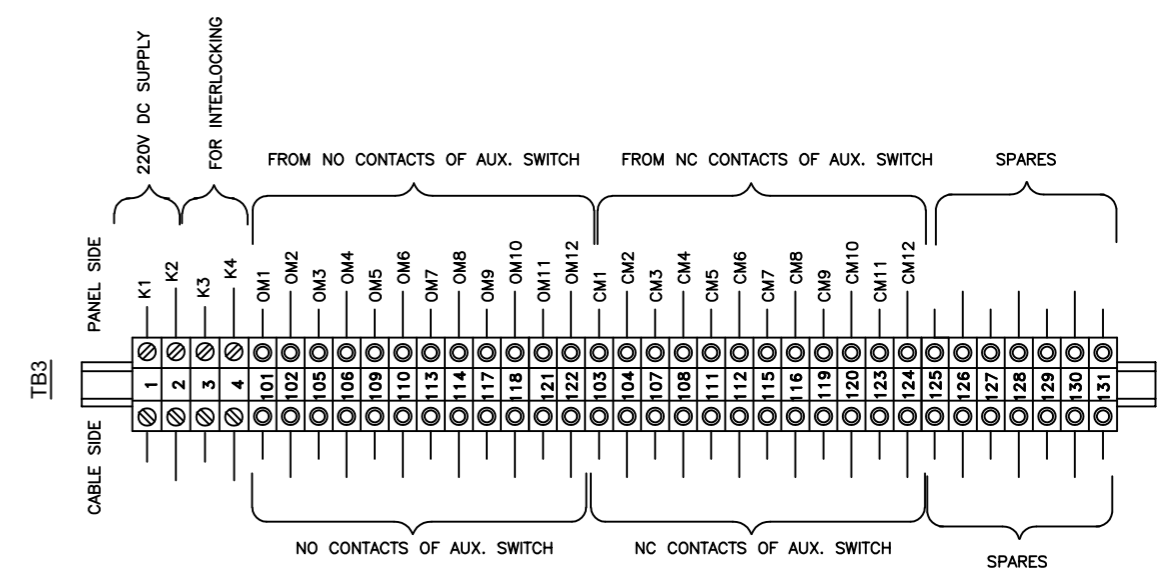 220V DC SUPPLY
FOR INTERLOCKING
FROM NO CONTACTS OF AUX. SWITCH
FROM NC CONTACTS OF AUX. SWITCH
SPARES
PANEL SIDE
K1 K2 K3 K4 OM1 OM2 OM3 OM4 OM5 OM6 OM7 OM8 OM9 OM10 OM11 OM12 CM1 CM2 CM3 CM4 CM5 CM6 CM7 CM8 CM9 CM10 CM11 CM12
TB3
1 2 3 4 101 102 105 106 109 110 113 114 117 118 121 122 103 104 107 108 111 112 115 116 119 120 123 124 125 126 127 128 129 130 131
CABLE SIDE
NO CONTACTS OF AUX. SWITCH
NC CONTACTS OF AUX. SWITCH
SPARES